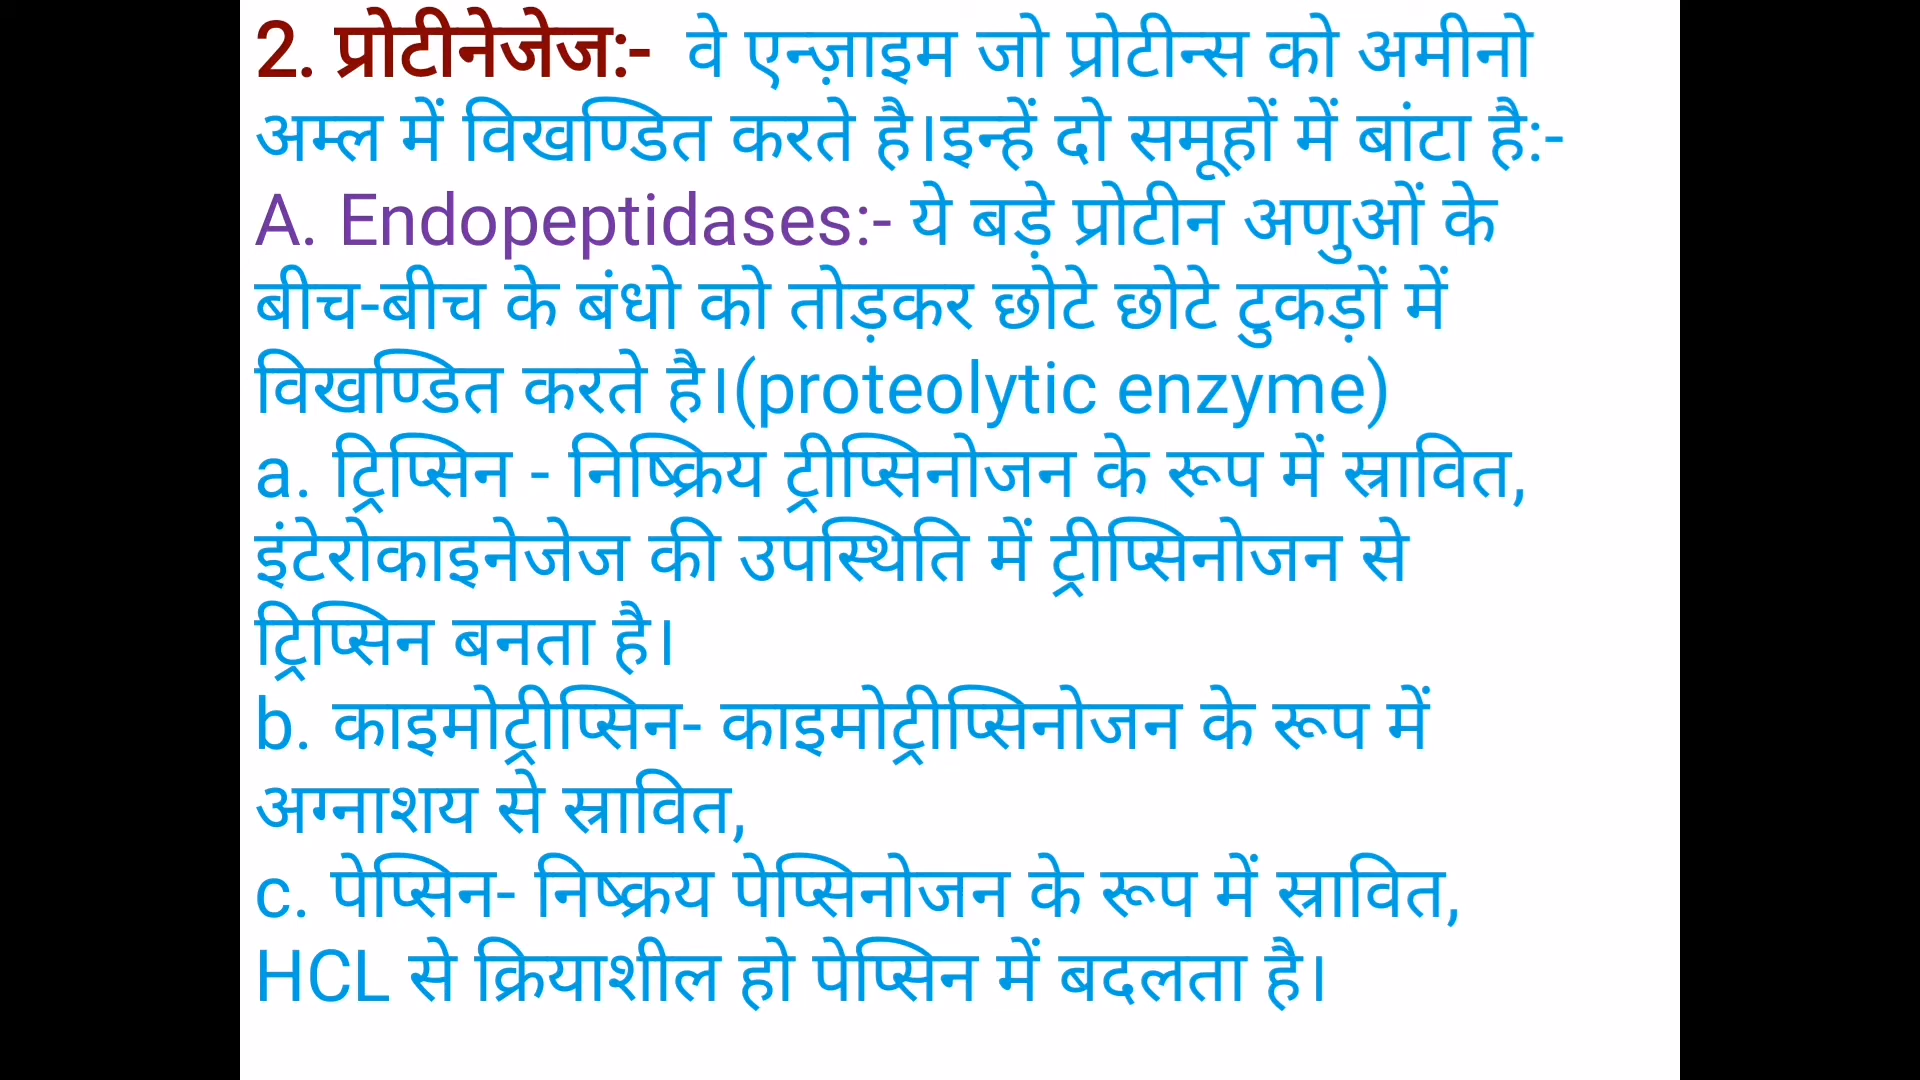 2. प्रोटीनेजेज:- वे एन्ज़ाइम जो प्रोटीन्स को अमीनो
अम्ल में विखण्डित करते है।इन्हें दो समूहों में बांटा है:-
A. Endopeptidases:- ये बड़े प्रोटीन अणुओं के
बीच-बीच के बंधो को तोड़कर छोटे छोटे टुकड़ों में
विखण्डित करते है।(proteolytic enzyme)
a. ट्रिप्सिन - निष्क्रिय ट्रीप्सिनोजन के रूप में स्रावित,
इंटेरोकाइनेजेज की उपस्थिति में ट्रीप्सिनोजन से
ट्रिप्सिन बनता है।
b. काइमोट्रीप्सिन- काइमोट्रीप्सिनोजन के रूप में
अग्नाशय से स्रावित,
c. पेप्सिन- निष्क्रय पेप्सिनोजन के रूप में स्रावित,
HCL से क्रियाशील हो पेप्सिन में बदलता है।